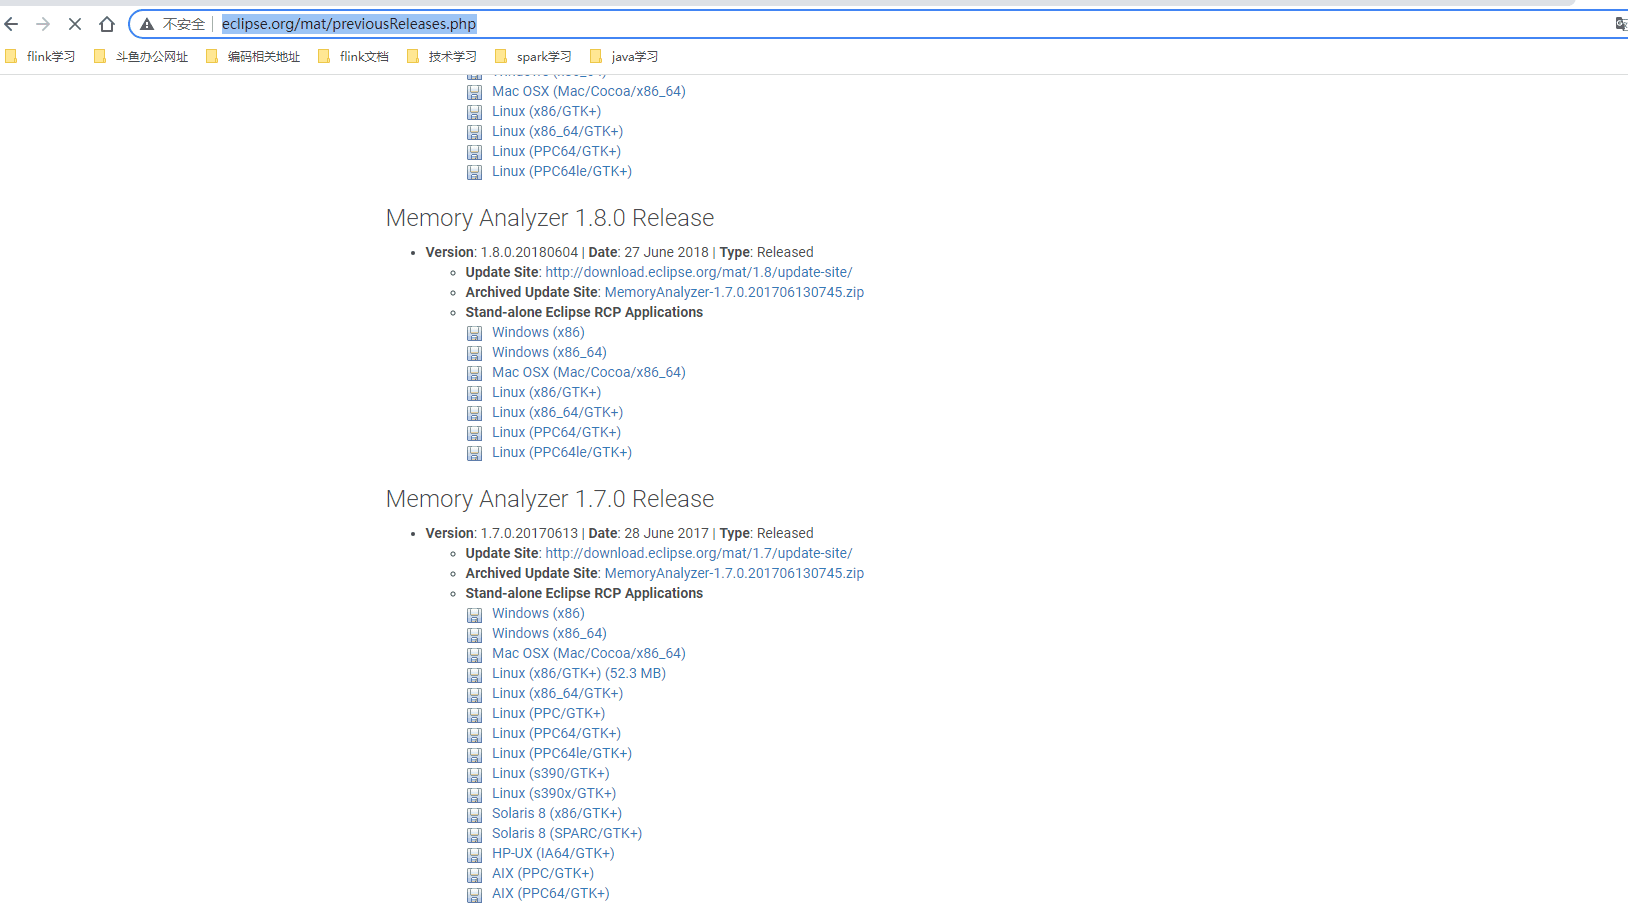 不安全 eclipse.org/mat/previousReleases.php
flink学习 斗鱼办公网址 编码相关地址 flink文档 技术学习 spark学习 java学习
Mac OSX (Mac/Cocoa/x86_64)
Linux (x86/GTK+)
Linux (x86_64/GTK+)
Linux (PPC64/GTK+)
Linux (PPC64le/GTK+)
Memory Analyzer 1.8.0 Release
Version: 1.8.0.20180604 | Date: 27 June 2018 | Type: Released
Update Site: http://download.eclipse.org/mat/1.8/update-site/
Archived Update Site: MemoryAnalyzer-1.7.0.201706130745.zip
Stand-alone Eclipse RCP Applications
Windows (x86)
Windows (x86_64)
Mac OSX (Mac/Cocoa/x86_64)
Linux (x86/GTK+)
Linux (x86_64/GTK+)
Linux (PPC64/GTK+)
Linux (PPC64le/GTK+)
Memory Analyzer 1.7.0 Release
Version: 1.7.0.20170613 | Date: 28 June 2017 | Type: Released
Update Site: http://download.eclipse.org/mat/1.7/update-site/
Archived Update Site: MemoryAnalyzer-1.7.0.201706130745.zip
Stand-alone Eclipse RCP Applications
Windows (x86)
Windows (x86_64)
Mac OSX (Mac/Cocoa/x86_64)
Linux (x86/GTK+) (52.3 MB)
Linux (x86_64/GTK+)
Linux (PPC/GTK+)
Linux (PPC64/GTK+)
Linux (PPC64le/GTK+)
Linux (s390/GTK+)
Linux (s390x/GTK+)
Solaris 8 (x86/GTK+)
Solaris 8 (SPARC/GTK+)
HP-UX (IA64/GTK+)
AIX (PPC/GTK+)
AIX (PPC64/GTK+)